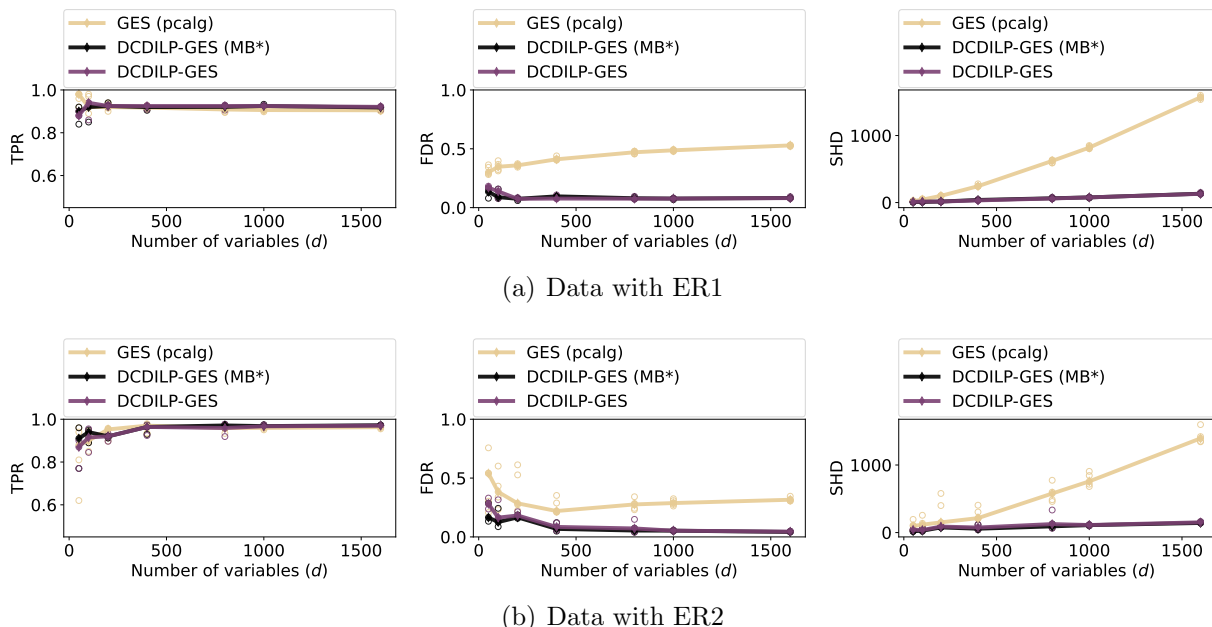 GES (pcalg)
DCDILP-GES (MB*)
DCDILP-GES
1.0
0.8
0.6
TPR
0 500 1000 1500
Number of variables (d)
GES (pcalg)
DCDILP-GES (MB*)
DCDILP-GES
1.0
0.5
0.0
FDR
0 500 1000 1500
Number of variables (d)
GES (pcalg)
DCDILP-GES (MB*)
DCDILP-GES
1000
0
SHD
0 500 1000 1500
Number of variables (d)
(a) Data with ER1
GES (pcalg)
DCDILP-GES (MB*)
DCDILP-GES
1.0
0.8
0.6
TPR
0 500 1000 1500
Number of variables (d)
GES (pcalg)
DCDILP-GES (MB*)
DCDILP-GES
1.0
0.5
0.0
FDR
0 500 1000 1500
Number of variables (d)
GES (pcalg)
DCDILP-GES (MB*)
DCDILP-GES
1000
0
SHD
0 500 1000 1500
Number of variables (d)
(b) Data with ER2